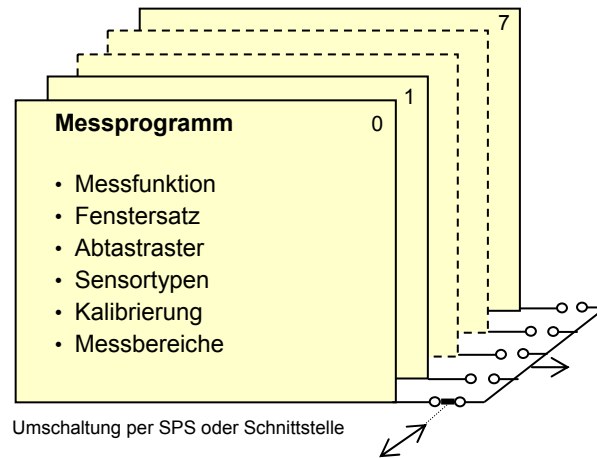 7
1
Messprogramm 0
• Messfunktion
• Fenstersatz
• Abtastraster
• Sensortypen
• Kalibrierung
• Messbereiche
Umschaltung per SPS oder Schnittstelle